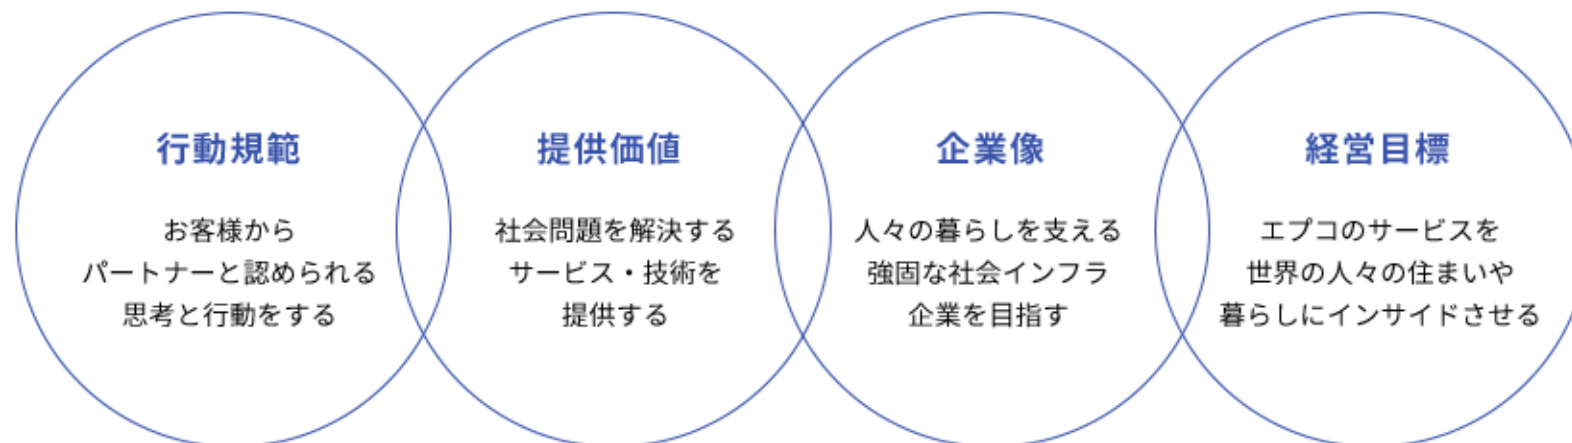 行動規範
お客様から
パートナーと認められる
思考と行動をする
提供価値
社会問題を解決する
サービス・技術を
提供する
企業像
人々の暮らしを支える
強固な社会インフラ
企業を目指す
経営目標
エプコのサービスを
世界の人々の住まいや
暮らしにインサイドさせる